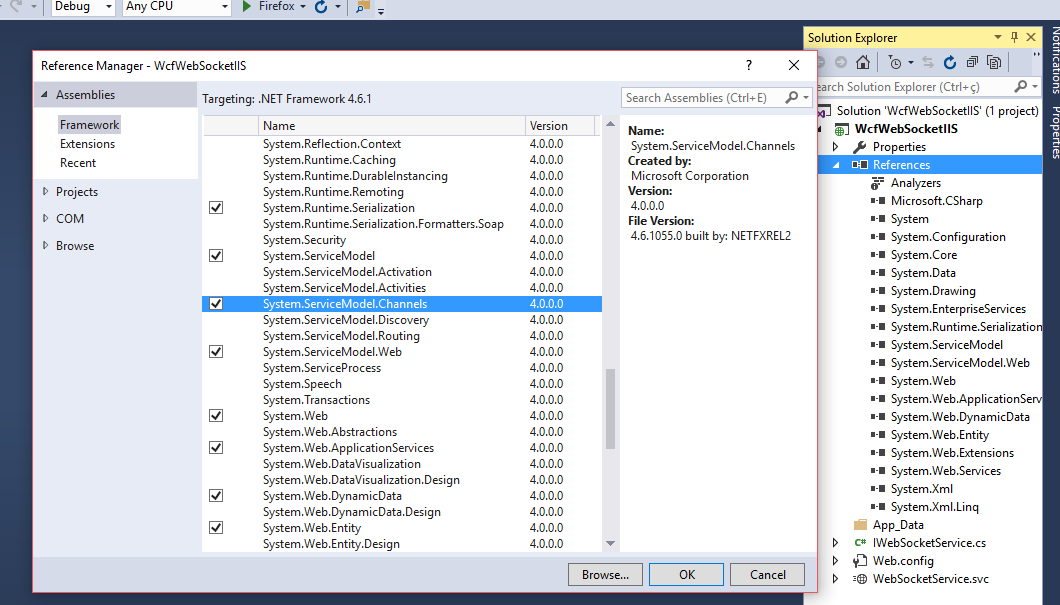 Debug
Any CPU
Firefox
Reference Manager - WcfWebSocketIIS
?
Assemblies
Framework
Extensions
Recent
Projects
COM
Browse
Targeting: .NET Framework 4.6.1
Search Assemblies (Ctrl+E)
Name Version
System.Reflection.Context 4.0.0.0
System.Runtime.Caching 4.0.0.0
System.Runtime.DurableInstancing 4.0.0.0
System.Runtime.Remoting 4.0.0.0
System.Runtime.Serialization 4.0.0.0
System.Runtime.Serialization.Formatters.Soap 4.0.0.0
System.Security 4.0.0.0
System.ServiceModel 4.0.0.0
System.ServiceModel.Activation 4.0.0.0
System.ServiceModel.Activities 4.0.0.0
System.ServiceModel.Channels 4.0.0.0
System.ServiceModel.Discovery 4.0.0.0
System.ServiceModel.Routing 4.0.0.0
System.ServiceModel.Web 4.0.0.0
System.ServiceProcess 4.0.0.0
System.Speech 4.0.0.0
System.Transactions 4.0.0.0
System.Web 4.0.0.0
System.Web.Abstractions 4.0.0.0
System.Web.ApplicationServices 4.0.0.0
System.Web.DataVisualization 4.0.0.0
System.Web.DataVisualization.Design 4.0.0.0
System.Web.DynamicData 4.0.0.0
System.Web.DynamicData.Design 4.0.0.0
System.Web.Entity 4.0.0.0
System.Web.Entity.Design 4.0.0.0
Name:
System.ServiceModel.Channels
Created by:
Microsoft Corporation
Version:
4.0.0.0
File Version:
4.6.1055.0 built by: NETFXREL2
Browse...
OK
Cancel
Solution Explorer
earch Solution Explorer (Ctrl+ç)
Solution 'WcfWebSocketIIS' (1 project)
WcfWebSocketIIS
Properties
References
Analyzers
Microsoft.CSharp
System
System.Configuration
System.Core
System.Data
System.Drawing
System.EnterpriseServices
System.Runtime.Serialization
System.ServiceModel
System.ServiceModel.Web
System.Web
System.Web.ApplicationServ
System.Web.DynamicData
System.Web.Entity
System.Web.Extensions
System.Web.Services
System.Xml
System.Xml.Linq
App_Data
C# IWebSocketService.cs
Web.config
WebSocketService.svc
Notifications
Properties